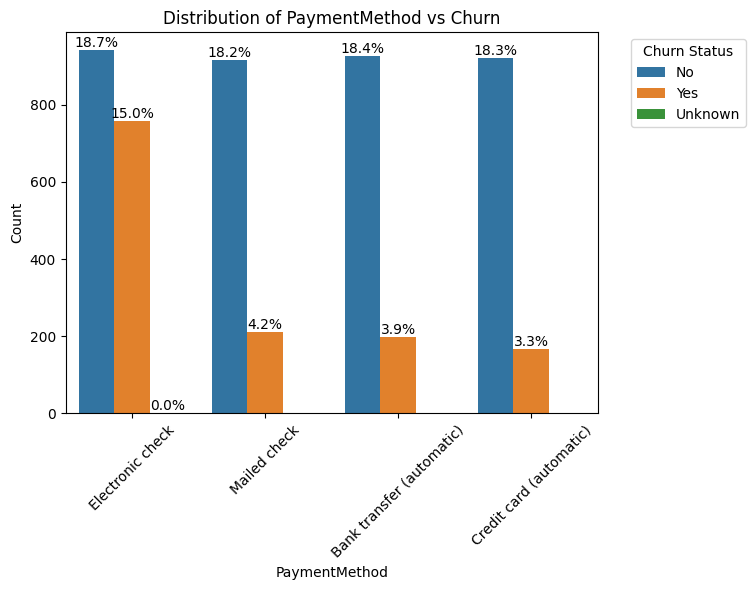 Distribution of PaymentMethod vs Churn
Churn Status
No
Yes
Unknown
18.7%
18.2%
18.4%
18.3%
15.0%
4.2%
3.9%
3.3%
0.0%
Count
800
600
400
200
0
Electronic check
Mailed check
Bank transfer (automatic)
Credit card (automatic)
PaymentMethod